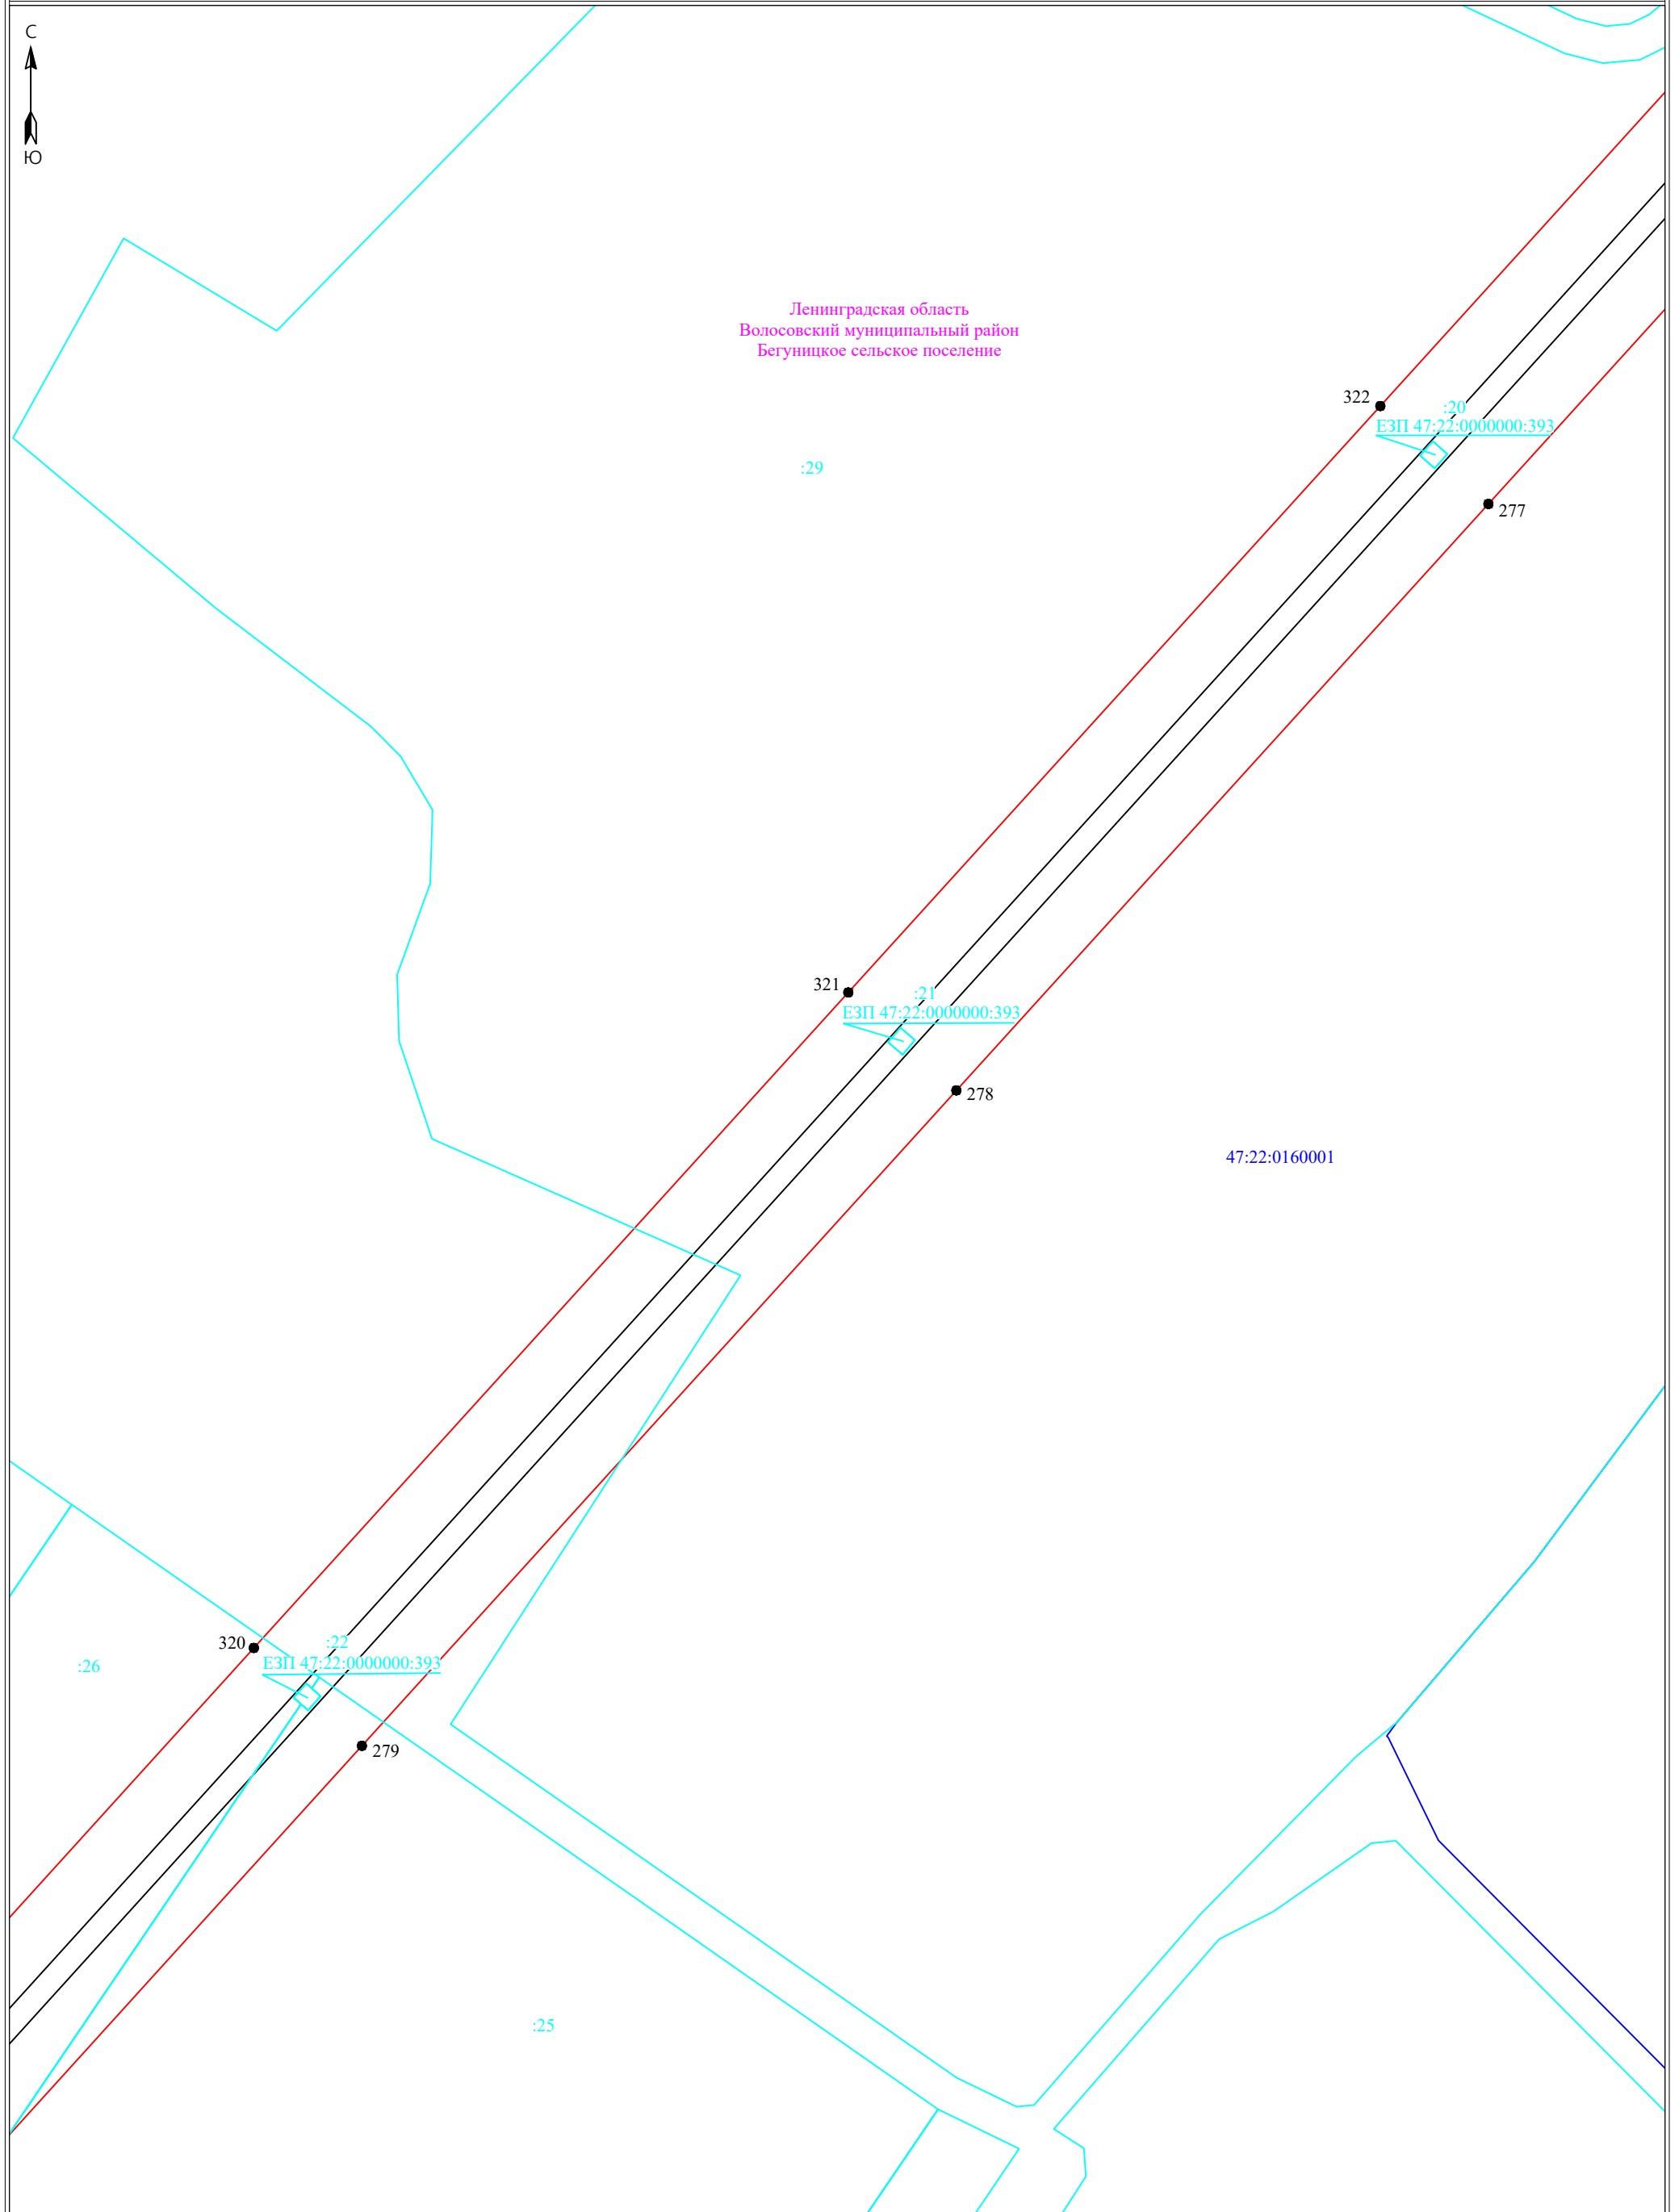 С
Ю
Ленинградская область
Волосовский муниципальный район
Бегуницкое сельское поселение
322
:20
ЕЗП 47:22:0000000:393
:29
277
321
:21
ЕЗП 47:22:0000000:393
278
47:22:0160001
320
:22
ЕЗП 47:22:0000000:393
:26
279
:25